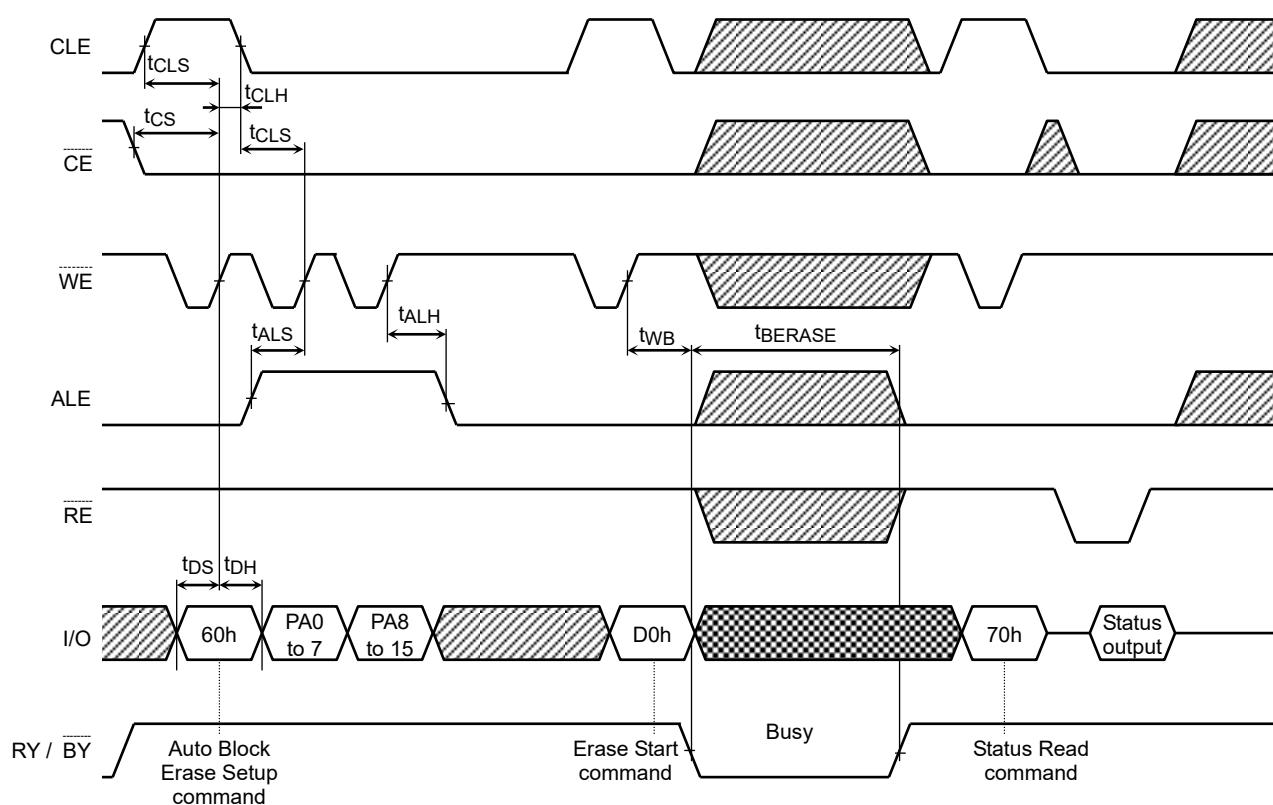 CLE
tCLS
tCLH
tCS
tCLS
CE
WE
tALS
tALH
tWB
tBERASE
ALE
RE
tDS
tDH
I/O
60h
PA0
to 7
PA8
to 15
D0h
70h
Status
output
RY / BY
Busy
Auto Block
Erase Setup
command
Erase Start
command
Status Read
command